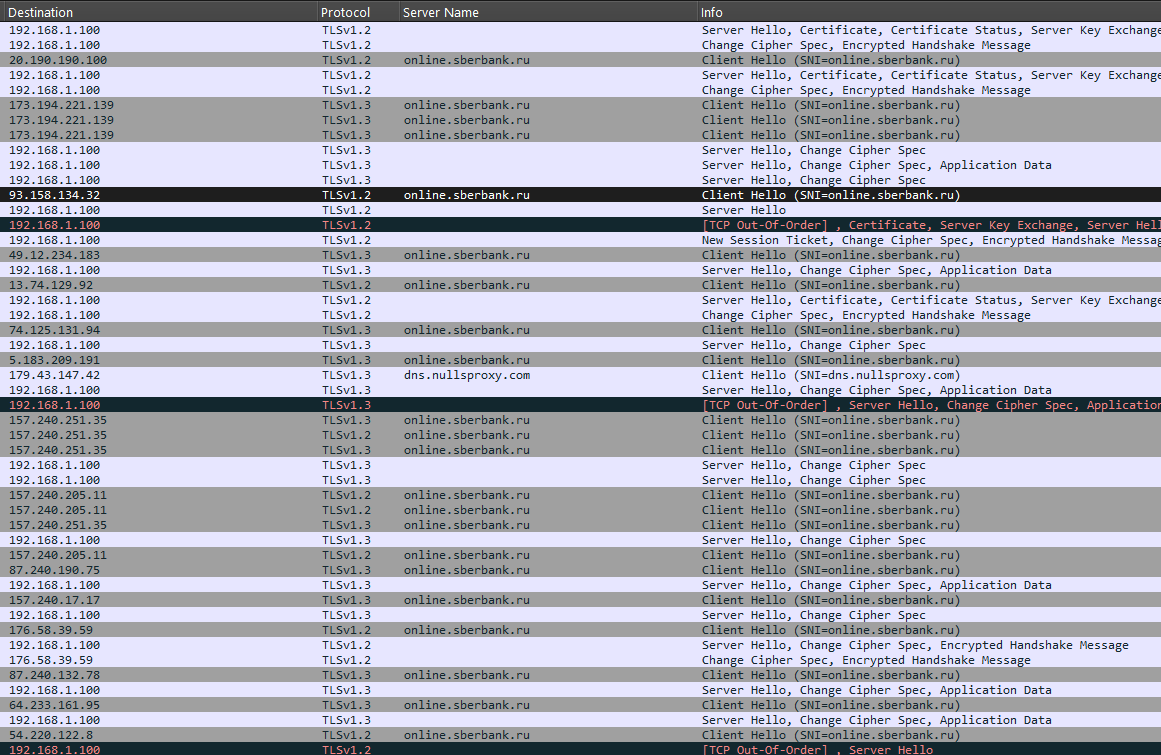 Destination Protocol Server Name Info
192.168.1.100 TLSv1.2 Server Hello, Certificate, Certificate Status, Server Key Exchange
192.168.1.100 TLSv1.2 Change Cipher Spec, Encrypted Handshake Message
20.190.190.100 TLSv1.2 online.sberbank.ru Client Hello (SNI=online.sberbank.ru)
192.168.1.100 TLSv1.2 Server Hello, Certificate, Certificate Status, Server Key Exchange
192.168.1.100 TLSv1.2 Change Cipher Spec, Encrypted Handshake Message
173.194.221.139 TLSv1.3 online.sberbank.ru Client Hello (SNI=online.sberbank.ru)
173.194.221.139 TLSv1.3 online.sberbank.ru Client Hello (SNI=online.sberbank.ru)
173.194.221.139 TLSv1.3 online.sberbank.ru Client Hello (SNI=online.sberbank.ru)
192.168.1.100 TLSv1.3 Server Hello, Change Cipher Spec
192.168.1.100 TLSv1.3 Server Hello, Change Cipher Spec, Application Data
192.168.1.100 TLSv1.3 Server Hello, Change Cipher Spec
93.158.134.32 TLSv1.2 online.sberbank.ru Client Hello (SNI=online.sberbank.ru)
192.168.1.100 TLSv1.2 Server Hello
192.168.1.100 TLSv1.2 [TCP Out-Of-Order] , Certificate, Server Key Exchange, Server Hell
192.168.1.100 TLSv1.2 New Session Ticket, Change Cipher Spec, Encrypted Handshake Messag
49.12.234.183 TLSv1.3 online.sberbank.ru Client Hello (SNI=online.sberbank.ru)
192.168.1.100 TLSv1.3 Server Hello, Change Cipher Spec, Application Data
13.74.129.92 TLSv1.2 online.sberbank.ru Client Hello (SNI=online.sberbank.ru)
192.168.1.100 TLSv1.2 Server Hello, Certificate, Certificate Status, Server Key Exchange
192.168.1.100 TLSv1.2 Change Cipher Spec, Encrypted Handshake Message
74.125.131.94 TLSv1.3 online.sberbank.ru Client Hello (SNI=online.sberbank.ru)
192.168.1.100 TLSv1.3 Server Hello, Change Cipher Spec
5.183.209.191 TLSv1.3 online.sberbank.ru Client Hello (SNI=online.sberbank.ru)
179.43.147.42 TLSv1.3 dns.nullsproxy.com Client Hello (SNI=dns.nullsproxy.com)
192.168.1.100 TLSv1.3 Server Hello, Change Cipher Spec, Application Data
192.168.1.100 TLSv1.3 [TCP Out-Of-Order] , Server Hello, Change Cipher Spec, Application
157.240.251.35 TLSv1.3 online.sberbank.ru Client Hello (SNI=online.sberbank.ru)
157.240.251.35 TLSv1.2 online.sberbank.ru Client Hello (SNI=online.sberbank.ru)
157.240.251.35 TLSv1.3 online.sberbank.ru Client Hello (SNI=online.sberbank.ru)
192.168.1.100 TLSv1.3 Server Hello, Change Cipher Spec
192.168.1.100 TLSv1.3 Server Hello, Change Cipher Spec
157.240.205.11 TLSv1.2 online.sberbank.ru Client Hello (SNI=online.sberbank.ru)
157.240.205.11 TLSv1.2 online.sberbank.ru Client Hello (SNI=online.sberbank.ru)
157.240.251.35 TLSv1.3 online.sberbank.ru Client Hello (SNI=online.sberbank.ru)
192.168.1.100 TLSv1.3 Server Hello, Change Cipher Spec
157.240.205.11 TLSv1.2 online.sberbank.ru Client Hello (SNI=online.sberbank.ru)
87.240.190.75 TLSv1.3 online.sberbank.ru Client Hello (SNI=online.sberbank.ru)
192.168.1.100 TLSv1.3 Server Hello, Change Cipher Spec, Application Data
157.240.17.17 TLSv1.3 online.sberbank.ru Client Hello (SNI=online.sberbank.ru)
192.168.1.100 TLSv1.3 Server Hello, Change Cipher Spec
176.58.39.59 TLSv1.2 online.sberbank.ru Client Hello (SNI=online.sberbank.ru)
192.168.1.100 TLSv1.2 Server Hello, Change Cipher Spec, Encrypted Handshake Message
176.58.39.59 TLSv1.2 Change Cipher Spec, Encrypted Handshake Message
87.240.132.78 TLSv1.3 online.sberbank.ru Client Hello (SNI=online.sberbank.ru)
192.168.1.100 TLSv1.3 Server Hello, Change Cipher Spec, Application Data
64.233.161.95 TLSv1.3 online.sberbank.ru Client Hello (SNI=online.sberbank.ru)
192.168.1.100 TLSv1.3 Server Hello, Change Cipher Spec, Application Data
54.220.122.8 TLSv1.2 online.sberbank.ru Client Hello (SNI=online.sberbank.ru)
192.168.1.100 TLSv1.2 [TCP Out-Of-Order] , Server Hello